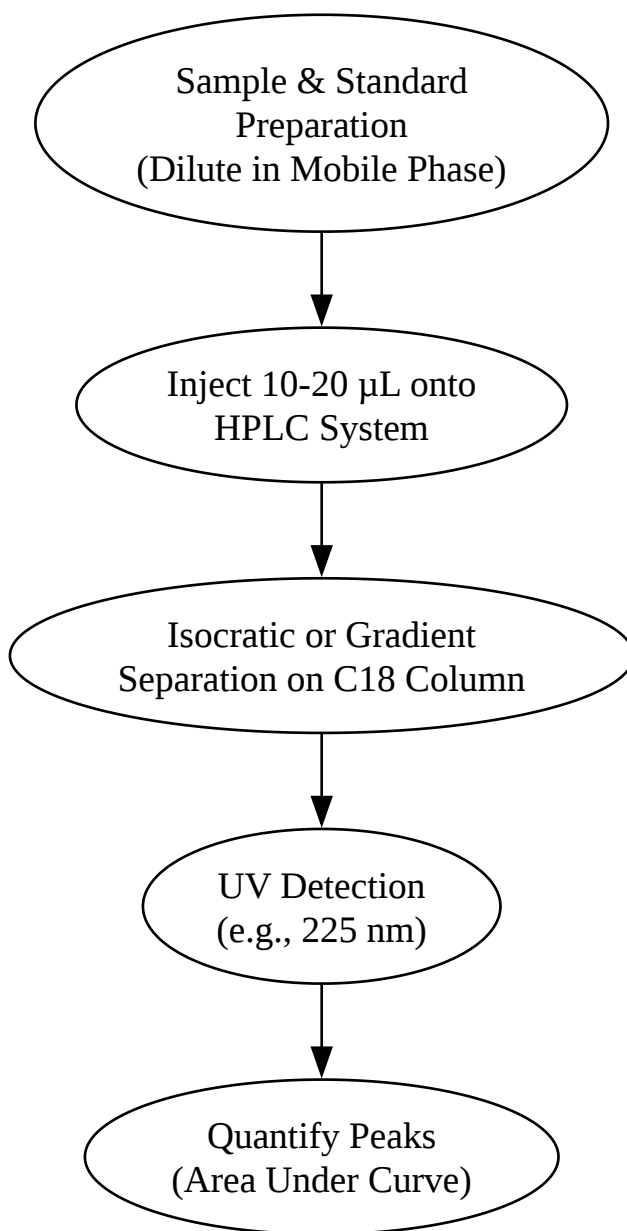 Sample & Standard
Preparation
(Dilute in Mobile Phase)
Inject 10-20 µL onto
HPLC System
Isocratic or Gradient
Separation on C18 Column
UV Detection
(e.g., 225 nm)
Quantify Peaks
(Area Under Curve)